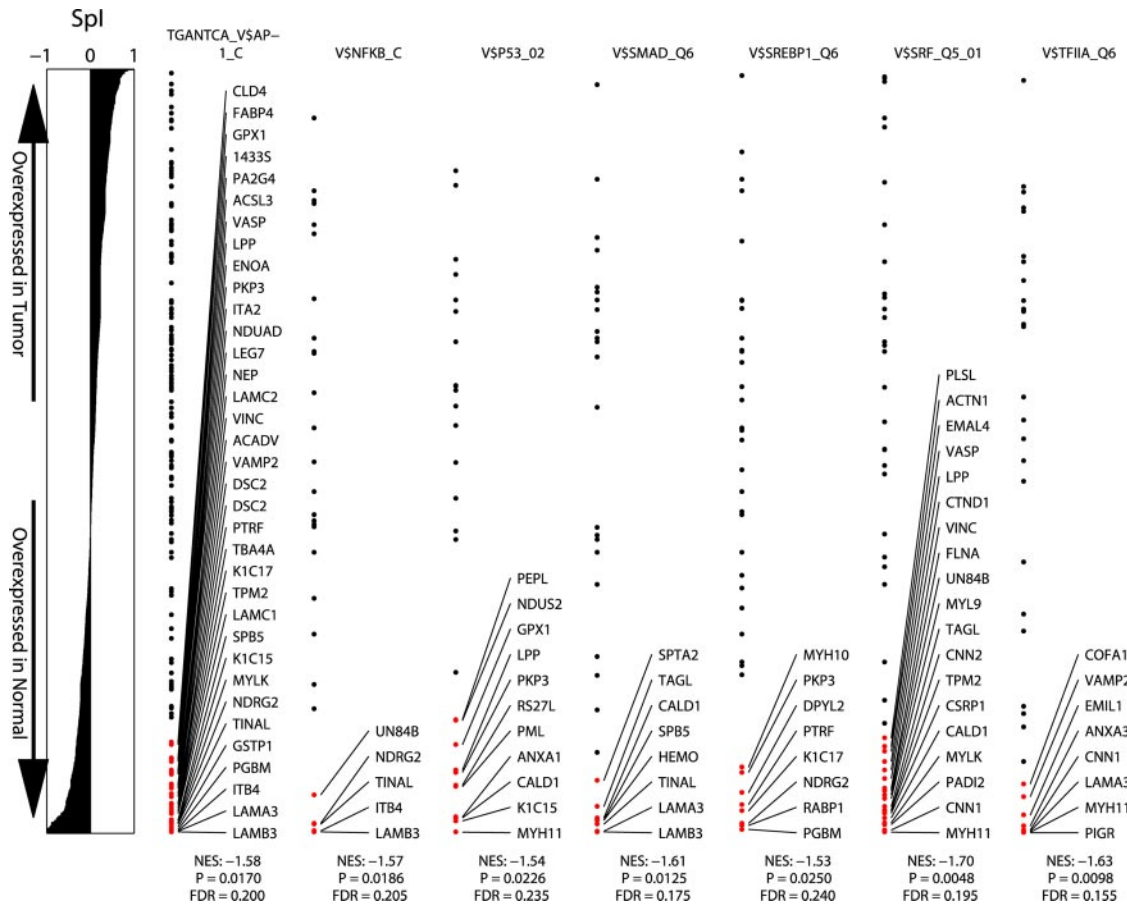 SpI
−1 0 1
Overexpressed in Tumor
Overexpressed in Normal
TGANTCA_V$AP−
1_C
CLD4
FABP4
GPX1
1433S
PA2G4
ACSL3
VASP
LPP
ENOA
PKP3
ITA2
NDUAD
LEG7
NEP
LAMC2
VINC
ACADV
VAMP2
DSC2
DSC2
PTRF
TBA4A
K1C17
TPM2
LAMC1
SPB5
K1C15
MYLK
NDRG2
TINAL
GSTP1
PGBM
ITB4
LAMA3
LAMB3
NES: −1.58
P = 0.0170
FDR = 0.200
V$NFKB_C
UN84B
NDRG2
TINAL
ITB4
LAMB3
NES: −1.57
P = 0.0186
FDR = 0.205
V$P53_02
PEPL
NDUS2
GPX1
LPP
PKP3
RS27L
PML
ANXA1
CALD1
K1C15
MYH11
NES: −1.54
P = 0.0226
FDR = 0.235
V$SMAD_Q6
SPTA2
TAGL
CALD1
SPB5
HEMO
TINAL
LAMA3
LAMB3
NES: −1.61
P = 0.0125
FDR = 0.175
V$SREBP1_Q6
MYH10
PKP3
DPYL2
PTRF
K1C17
NDRG2
RABP1
PGBM
NES: −1.53
P = 0.0250
FDR = 0.240
V$SRF_Q5_01
PLSL
ACTN1
EMAL4
VASP
LPP
CTND1
VINC
FLNA
UN84B
MYL9
TAGL
CNN2
TPM2
CSRP1
CALD1
MYLK
PADI2
CNN1
MYH11
NES: −1.70
P = 0.0048
FDR = 0.195
V$TFIIA_Q6
COFA1
VAMP2
EMIL1
ANXA3
CNN1
LAMA3
MYH11
PIGR
NES: −1.63
P = 0.0098
FDR = 0.155